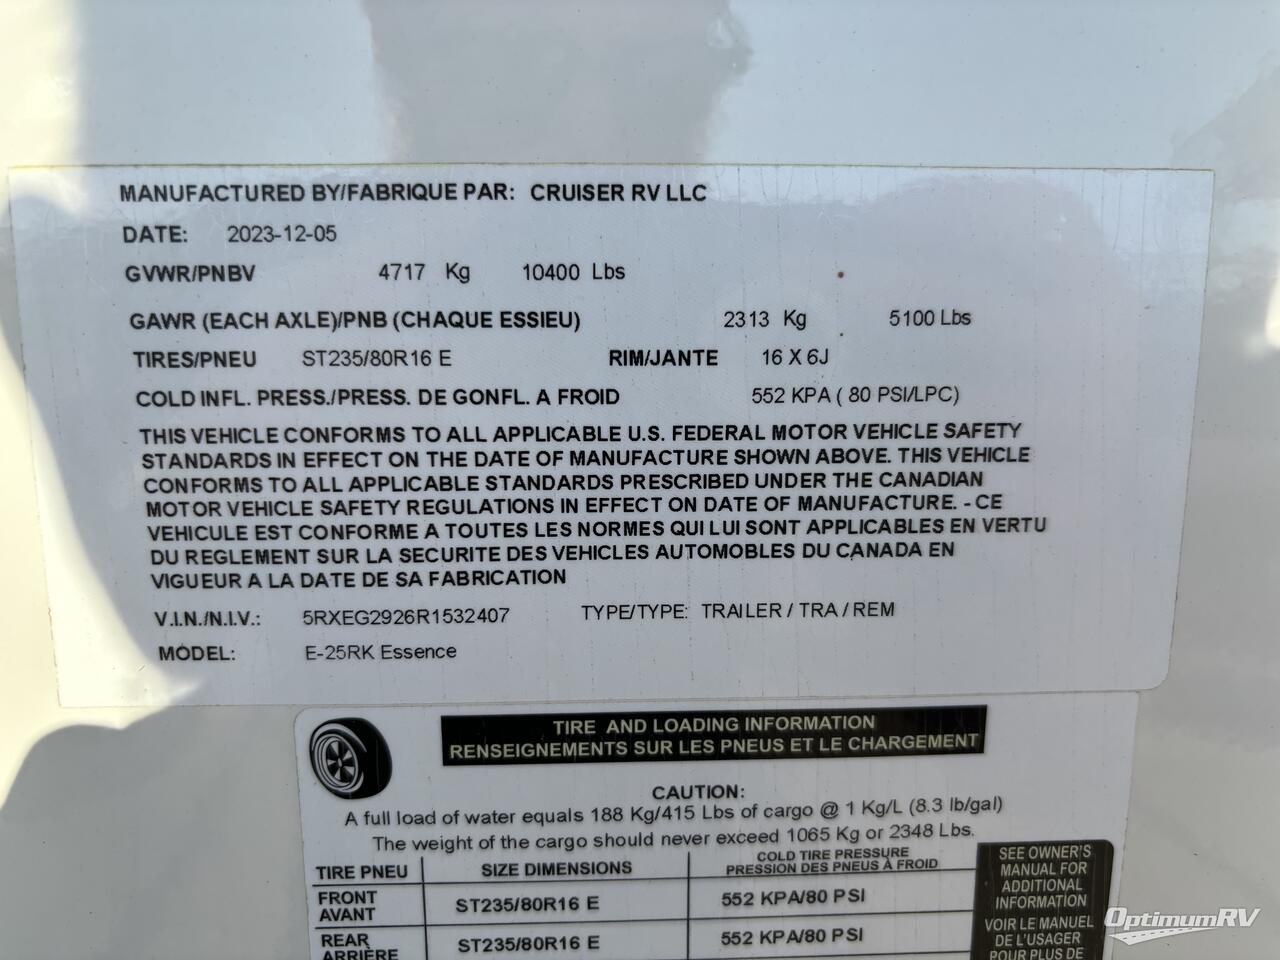 MANUFACTURED BY/FABRIQUE PAR: CRUISER RV LLC
DATE: 2023-12-05
GVWR/PNBV 4717 Kg 10400 Lbs
GAWR (EACH AXLE)/PNB (CHAQUE ESSIEU) 2313 Kg 5100 Lbs
TIRES/PNEU ST235/80R16 E RIM/JANTE 16 X 6J
COLD INFL. PRESS./PRESS. DE GONFL. A FROID 552 KPA ( 80 PSI/LPC)
THIS VEHICLE CONFORMS TO ALL APPLICABLE U.S. FEDERAL MOTOR VEHICLE SAFETY
STANDARDS IN EFFECT ON THE DATE OF MANUFACTURE SHOWN ABOVE. THIS VEHICLE
CONFORMS TO ALL APPLICABLE STANDARDS PRESCRIBED UNDER THE CANADIAN
MOTOR VEHICLE SAFETY REGULATIONS IN EFFECT ON DATE OF MANUFACTURE. - CE
VEHICULE EST CONFORME A TOUTES LES NORMES QUI LUI SONT APPLICABLES EN VERTU
DU REGLEMENT SUR LA SECURITE DES VEHICLES AUTOMOBLES DU CANADA EN
VIGUEUR A LA DATE DE SA FABRICATION
V.I.N./N.I.V.: 5RXEG2926R1532407 TYPE/TYPE: TRAILER / TRA / REM
MODEL: E-25RK Essence
TIRE AND LOADING INFORMATION
RENSEIGNEMENTS SUR LES PNEUS ET LE CHARGEMENT
CAUTION:
A full load of water equals 188 Kg/415 Lbs of cargo @ 1 Kg/L (8.3 lb/gal)
The weight of the cargo should never exceed 1065 Kg or 2348 Lbs.
TIRE PNEU SIZE DIMENSIONS COLD TIRE PRESSURE
PRESSION DES PNEUS À FROID
FRONT
AVANT ST235/80R16 E 552 KPA/80 PSI
REAR
ARRIÈRE ST235/80R16 E 552 KPA/80 PSI
SEE OWNER'S
MANUAL FOR
ADDITIONAL
INFORMATION
VOIR LE MANUEL
DE L'USAGER
POUR PLUS DE
OptimumRV